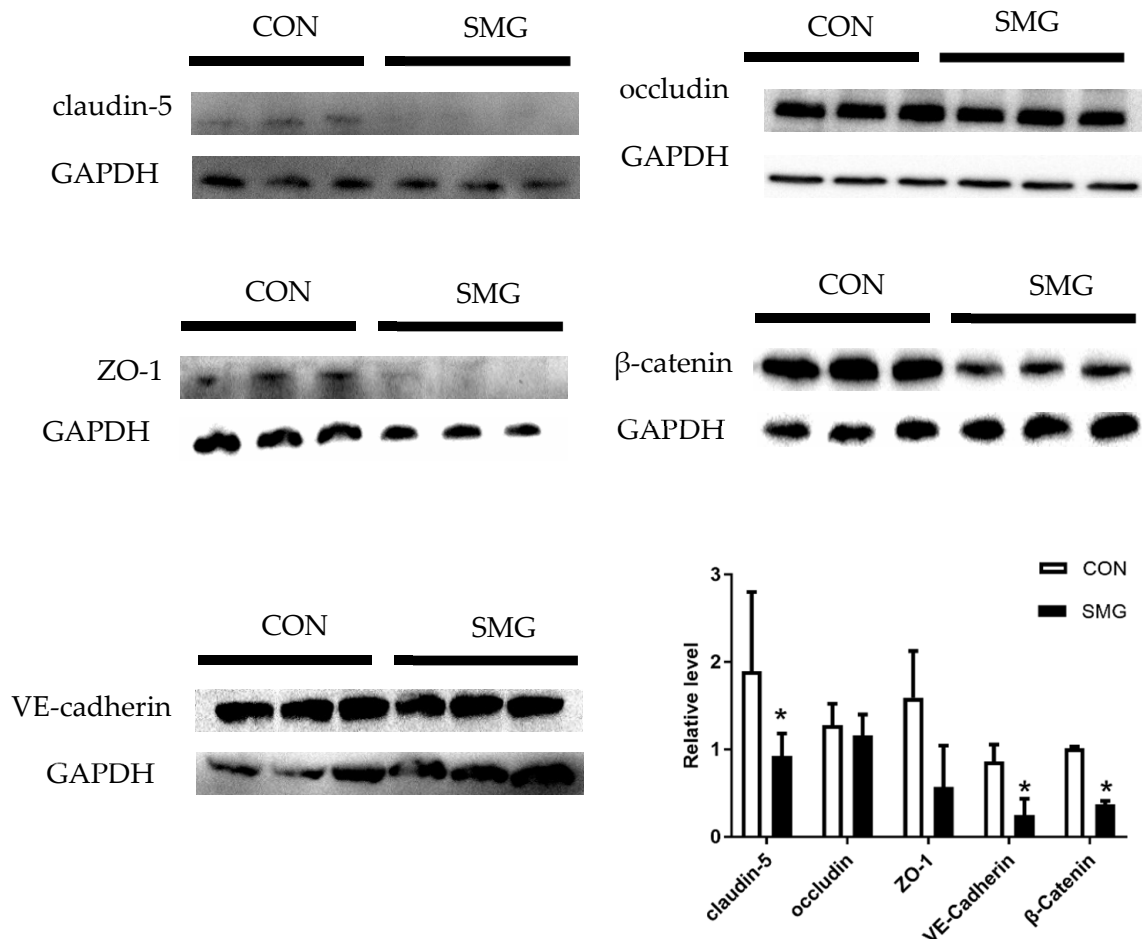 CON SMG
claudin-5
GAPDH
CON SMG
occludin
GAPDH
CON SMG
ZO-1
GAPDH
CON SMG
β-catenin
GAPDH
CON SMG
VE-cadherin
GAPDH
CON
SMG
Relative level
3
2
1
0
* * *
claudin-5 occludin ZO-1 VE-Cadherin β-Catenin